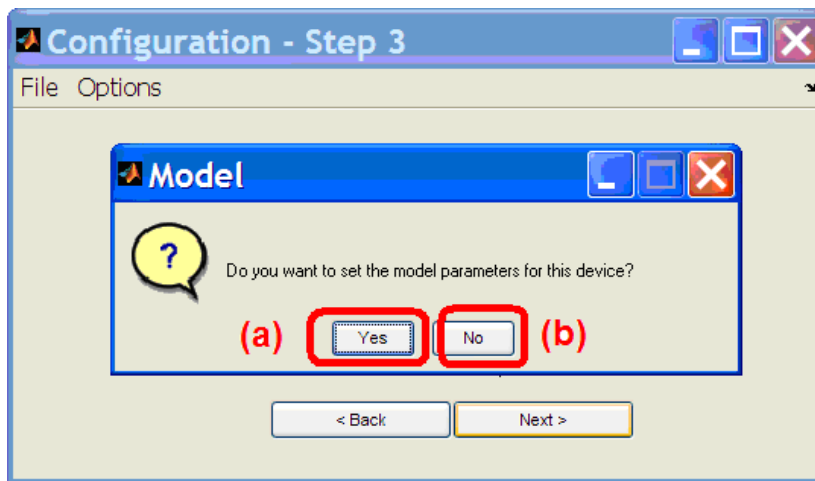 Configuration - Step 3
File Options
Model
?
Do you want to set the model parameters for this device?
(a) Yes No (b)
< Back Next >